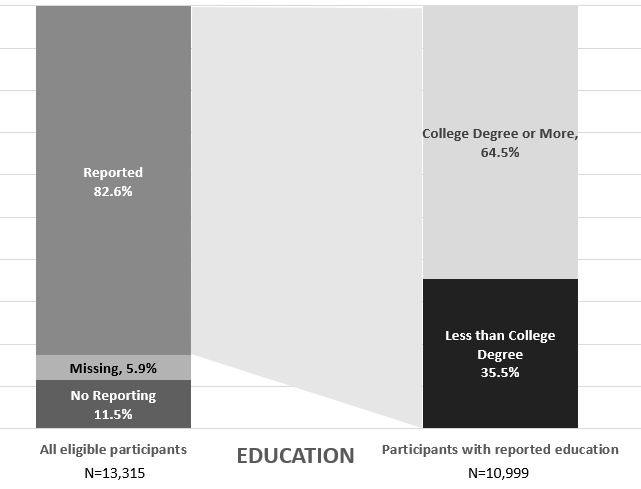 Reported
82.6%
Missing, 5.9%
No Reporting
11.5%
College Degree or More,
64.5%
Less than College
Degree
35.5%
All eligible participants
N=13,315
EDUCATION
Participants with reported education
N=10,999